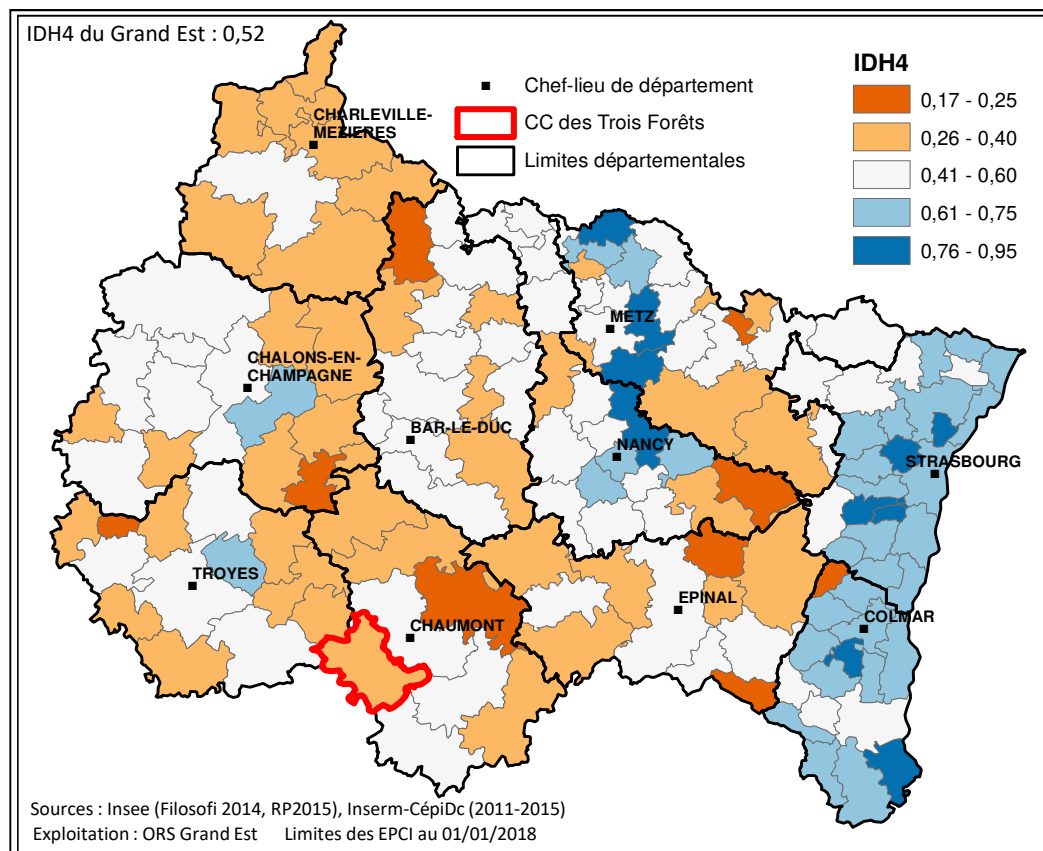 IDH4 du Grand Est : 0,52
IDH4
Chef-lieu de département
CC des Trois Forêts
Limites départementales
0,17 - 0,25
0,26 - 0,40
0,41 - 0,60
0,61 - 0,75
0,76 - 0,95
CHARLEVILLE-
MEZIERES
METZ
CHALONS-EN-
CHAMPAGNE
BAR-LE-DUC
NANCY
STRASBOURG
TROYES
EPINAL
CHAUMONT
COLMAR
Sources : Insee (Filosofi 2014, RP2015), Inserm-CépiDc (2011-2015)
Exploitation : ORS Grand Est Limites des EPCI au 01/01/2018